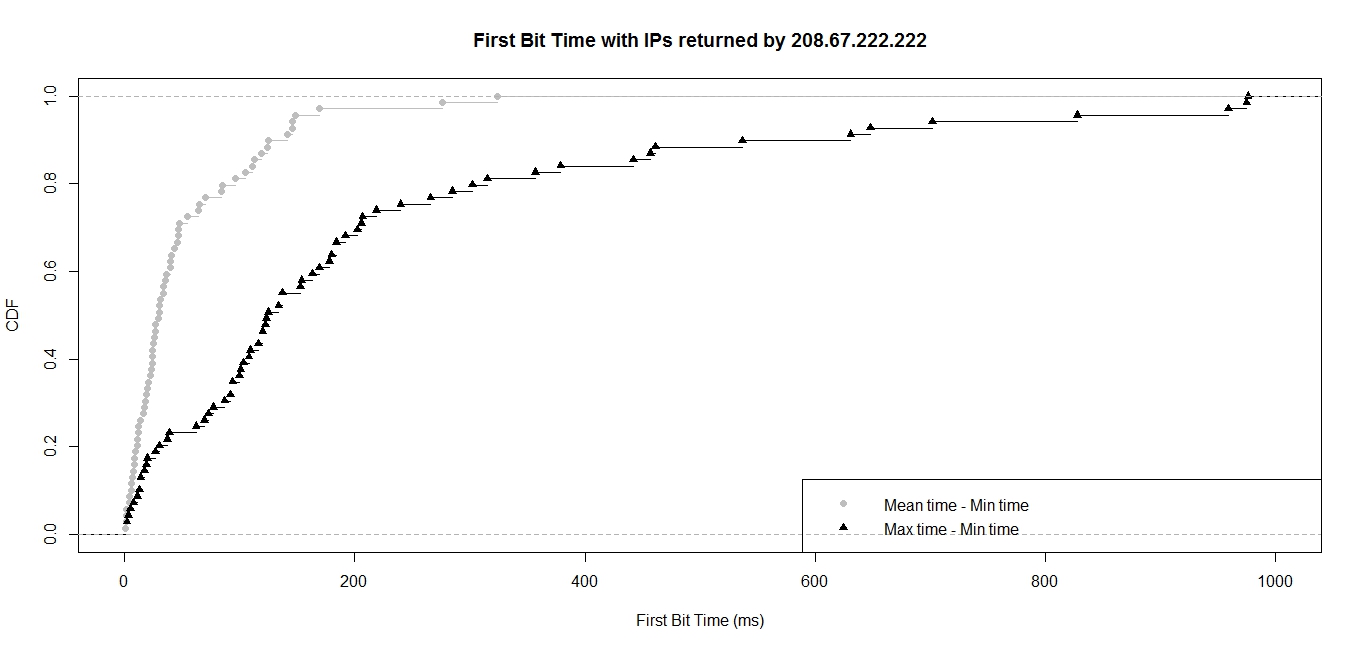 First Bit Time with IPs returned by 208.67.222.222
CDF
1.0
0.8
0.6
0.4
0.2
0.0
Mean time - Min time
Max time - Min time
0 200 400 600 800 1000
First Bit Time (ms)